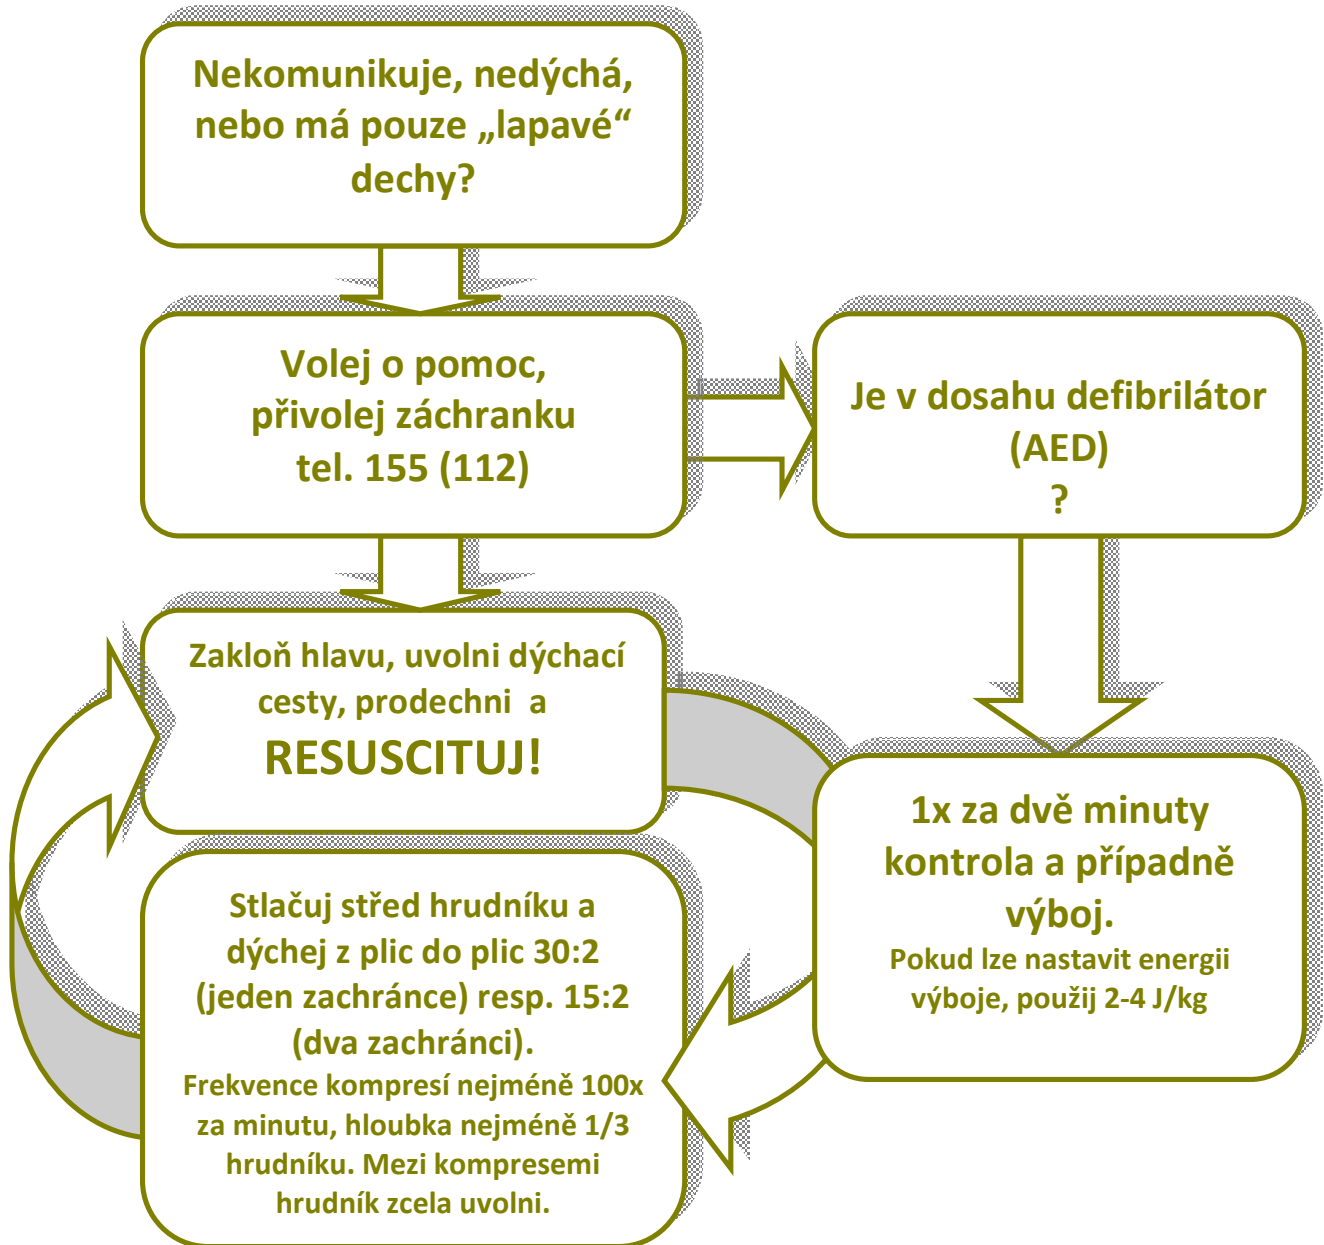 Nekomunikuje, nedýchá,
nebo má pouze „lapavé“
dechy?
Volej o pomoc,
přivolej záchranku
tel. 155 (112)
Je v dosahu defibrilátor
(AED)
?
Zakloň hlavu, uvolni dýchací
cesty, prodechni a
RESUSCITUJ!
1x za dvě minuty
kontrola a případně
výboj.
Pokud lze nastavit energii
výboje, použij 2-4 J/kg
Stlačuj střed hrudníku a
dýchej z plic do plic 30:2
(jeden zachránce) resp. 15:2
(dva zachránci).
Frekvence kompresí nejméně 100x
za minutu, hloubka nejméně 1/3
hrudníku. Mezi kompresemi
hrudník zcela uvolni.